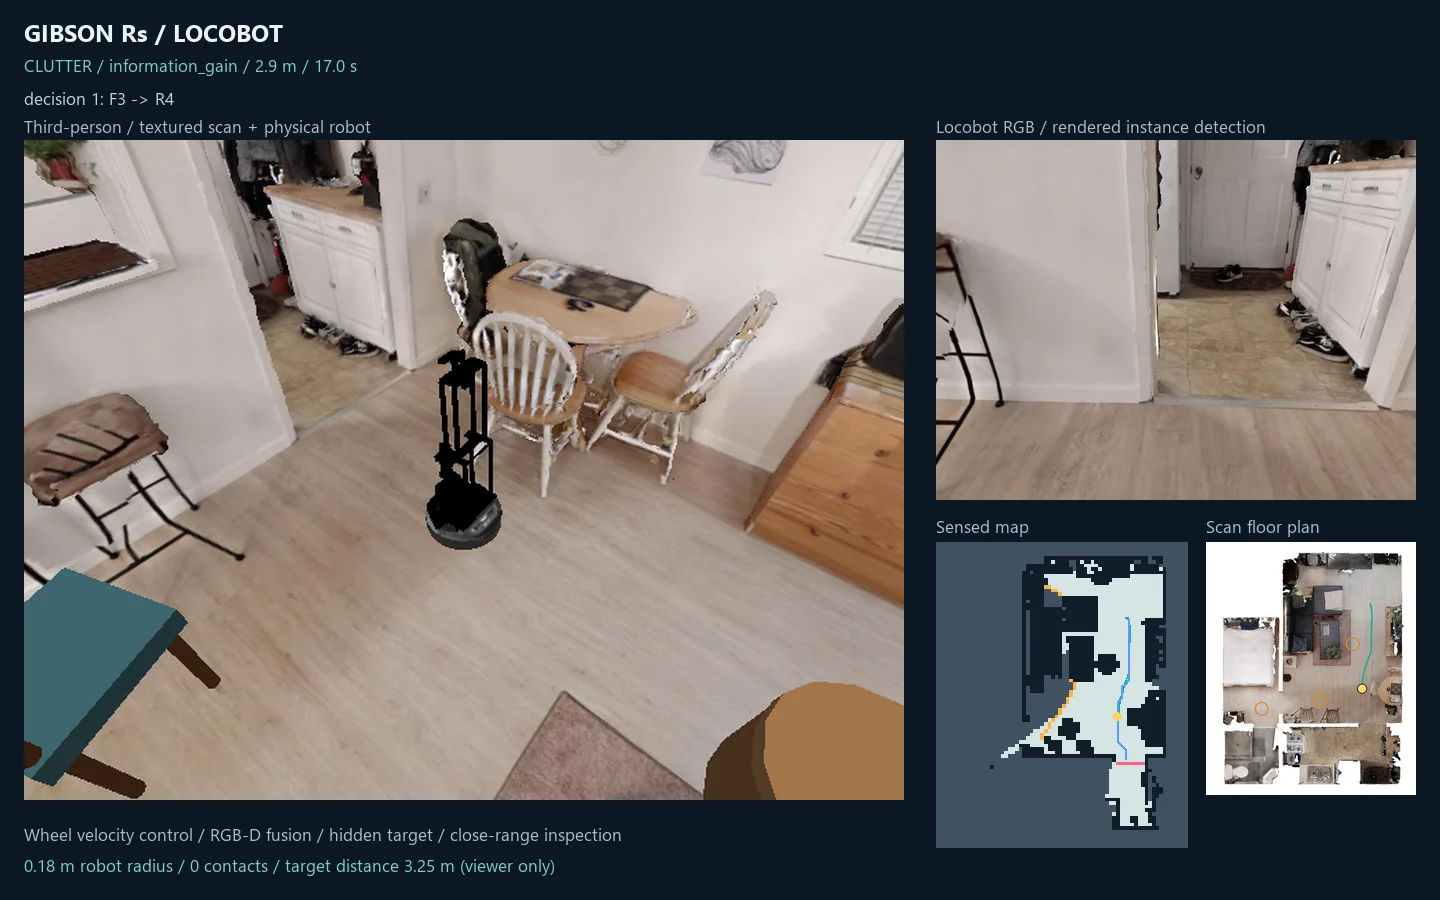 GIBSON Rs / LOCOBOT
CLUTTER / information_gain / 2.9 m / 17.0 s
decision 1: F3 -> R4
Third-person / textured scan + physical robot
Locobot RGB / rendered instance detection
Sensed map
Scan floor plan
Wheel velocity control / RGB-D fusion / hidden target / close-range inspection
0.18 m robot radius / 0 contacts / target distance 3.25 m (viewer only)